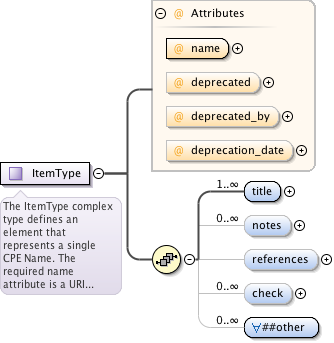 Attributes
@ name
@ deprecated
@ deprecated_by
@ deprecation_date
ItemType
The ItemType complex
type defines an
element that
represents a single
CPE Name. The
required name
attribute is a URI...
1..∞
title
0..∞
notes
references
0..∞
check
0..∞
∀##other